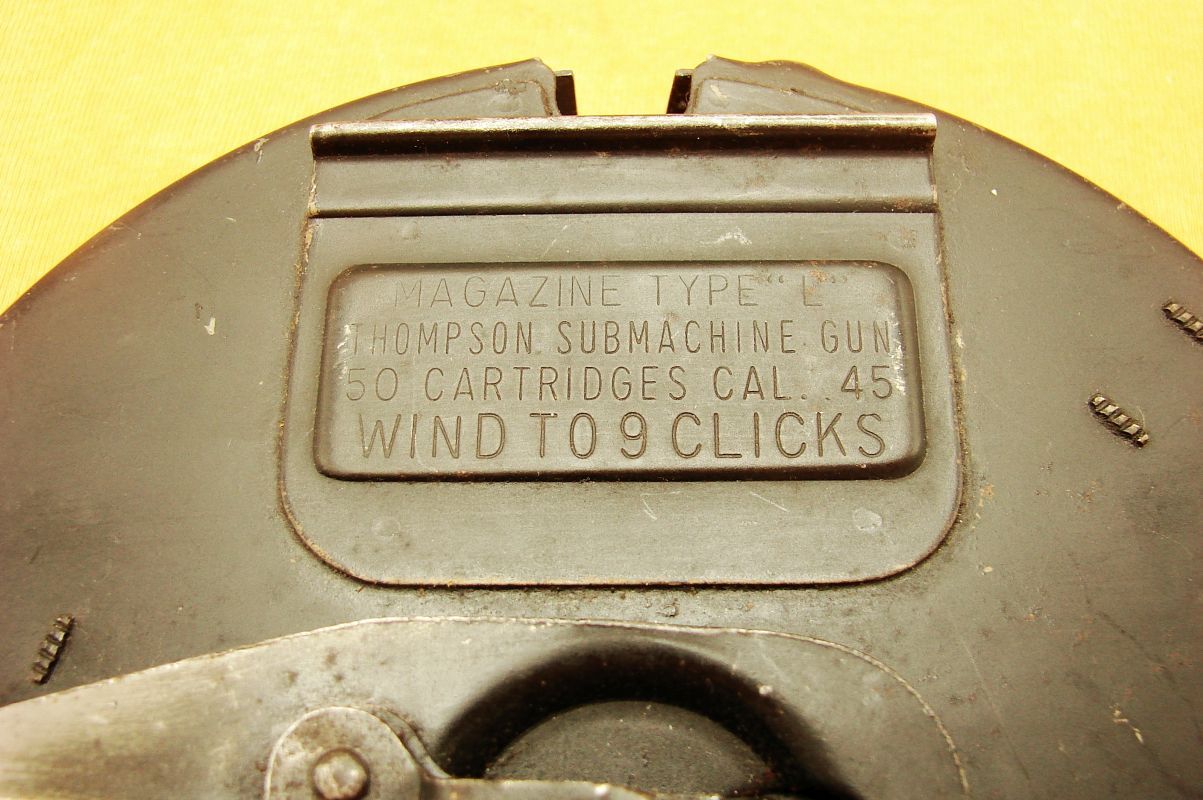 MAGAZINE TYPE “L”
THOMPSON SUBMACHINE GUN
50 CARTRIDGES CAL. .45
WIND TO 9 CLICKS